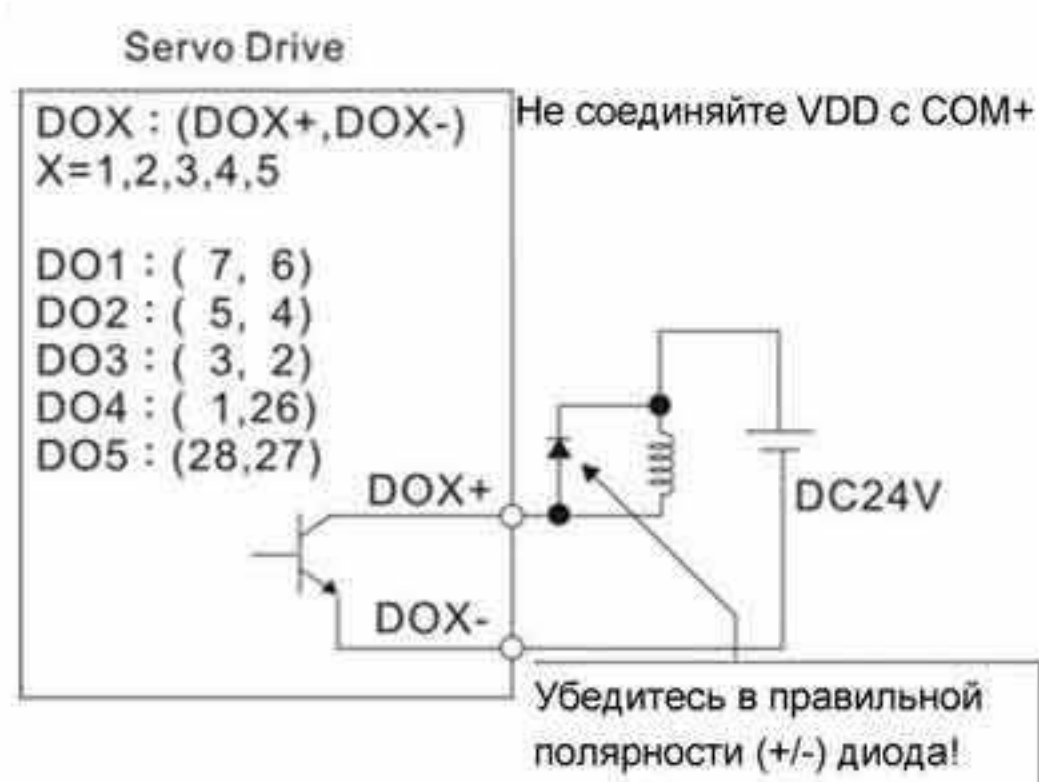 Servo Drive
DOX : (DOX+,DOX-)
X=1,2,3,4,5
Не соединяйте VDD с COM+
DO1 : ( 7, 6)
DO2 : ( 5, 4)
DO3 : ( 3, 2)
DO4 : ( 1,26)
DO5 : (28,27)
DOX+
DC24V
DOX-
Убедитесь в правильной
полярности (+/-) диода!